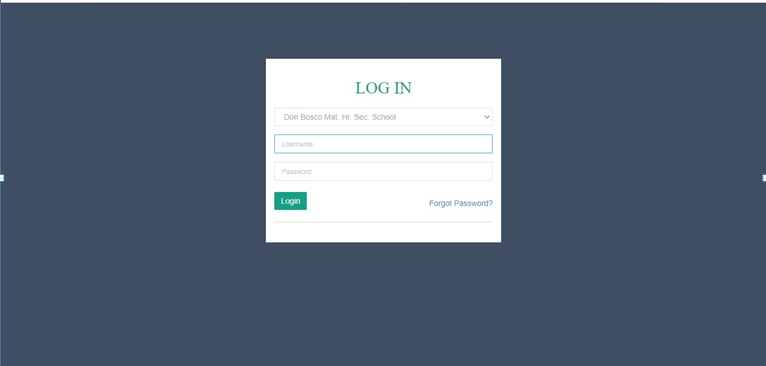 LOG IN
Don Bosco Mat. Hr. Sec. School
Username
Password
Login
Forgot Password?